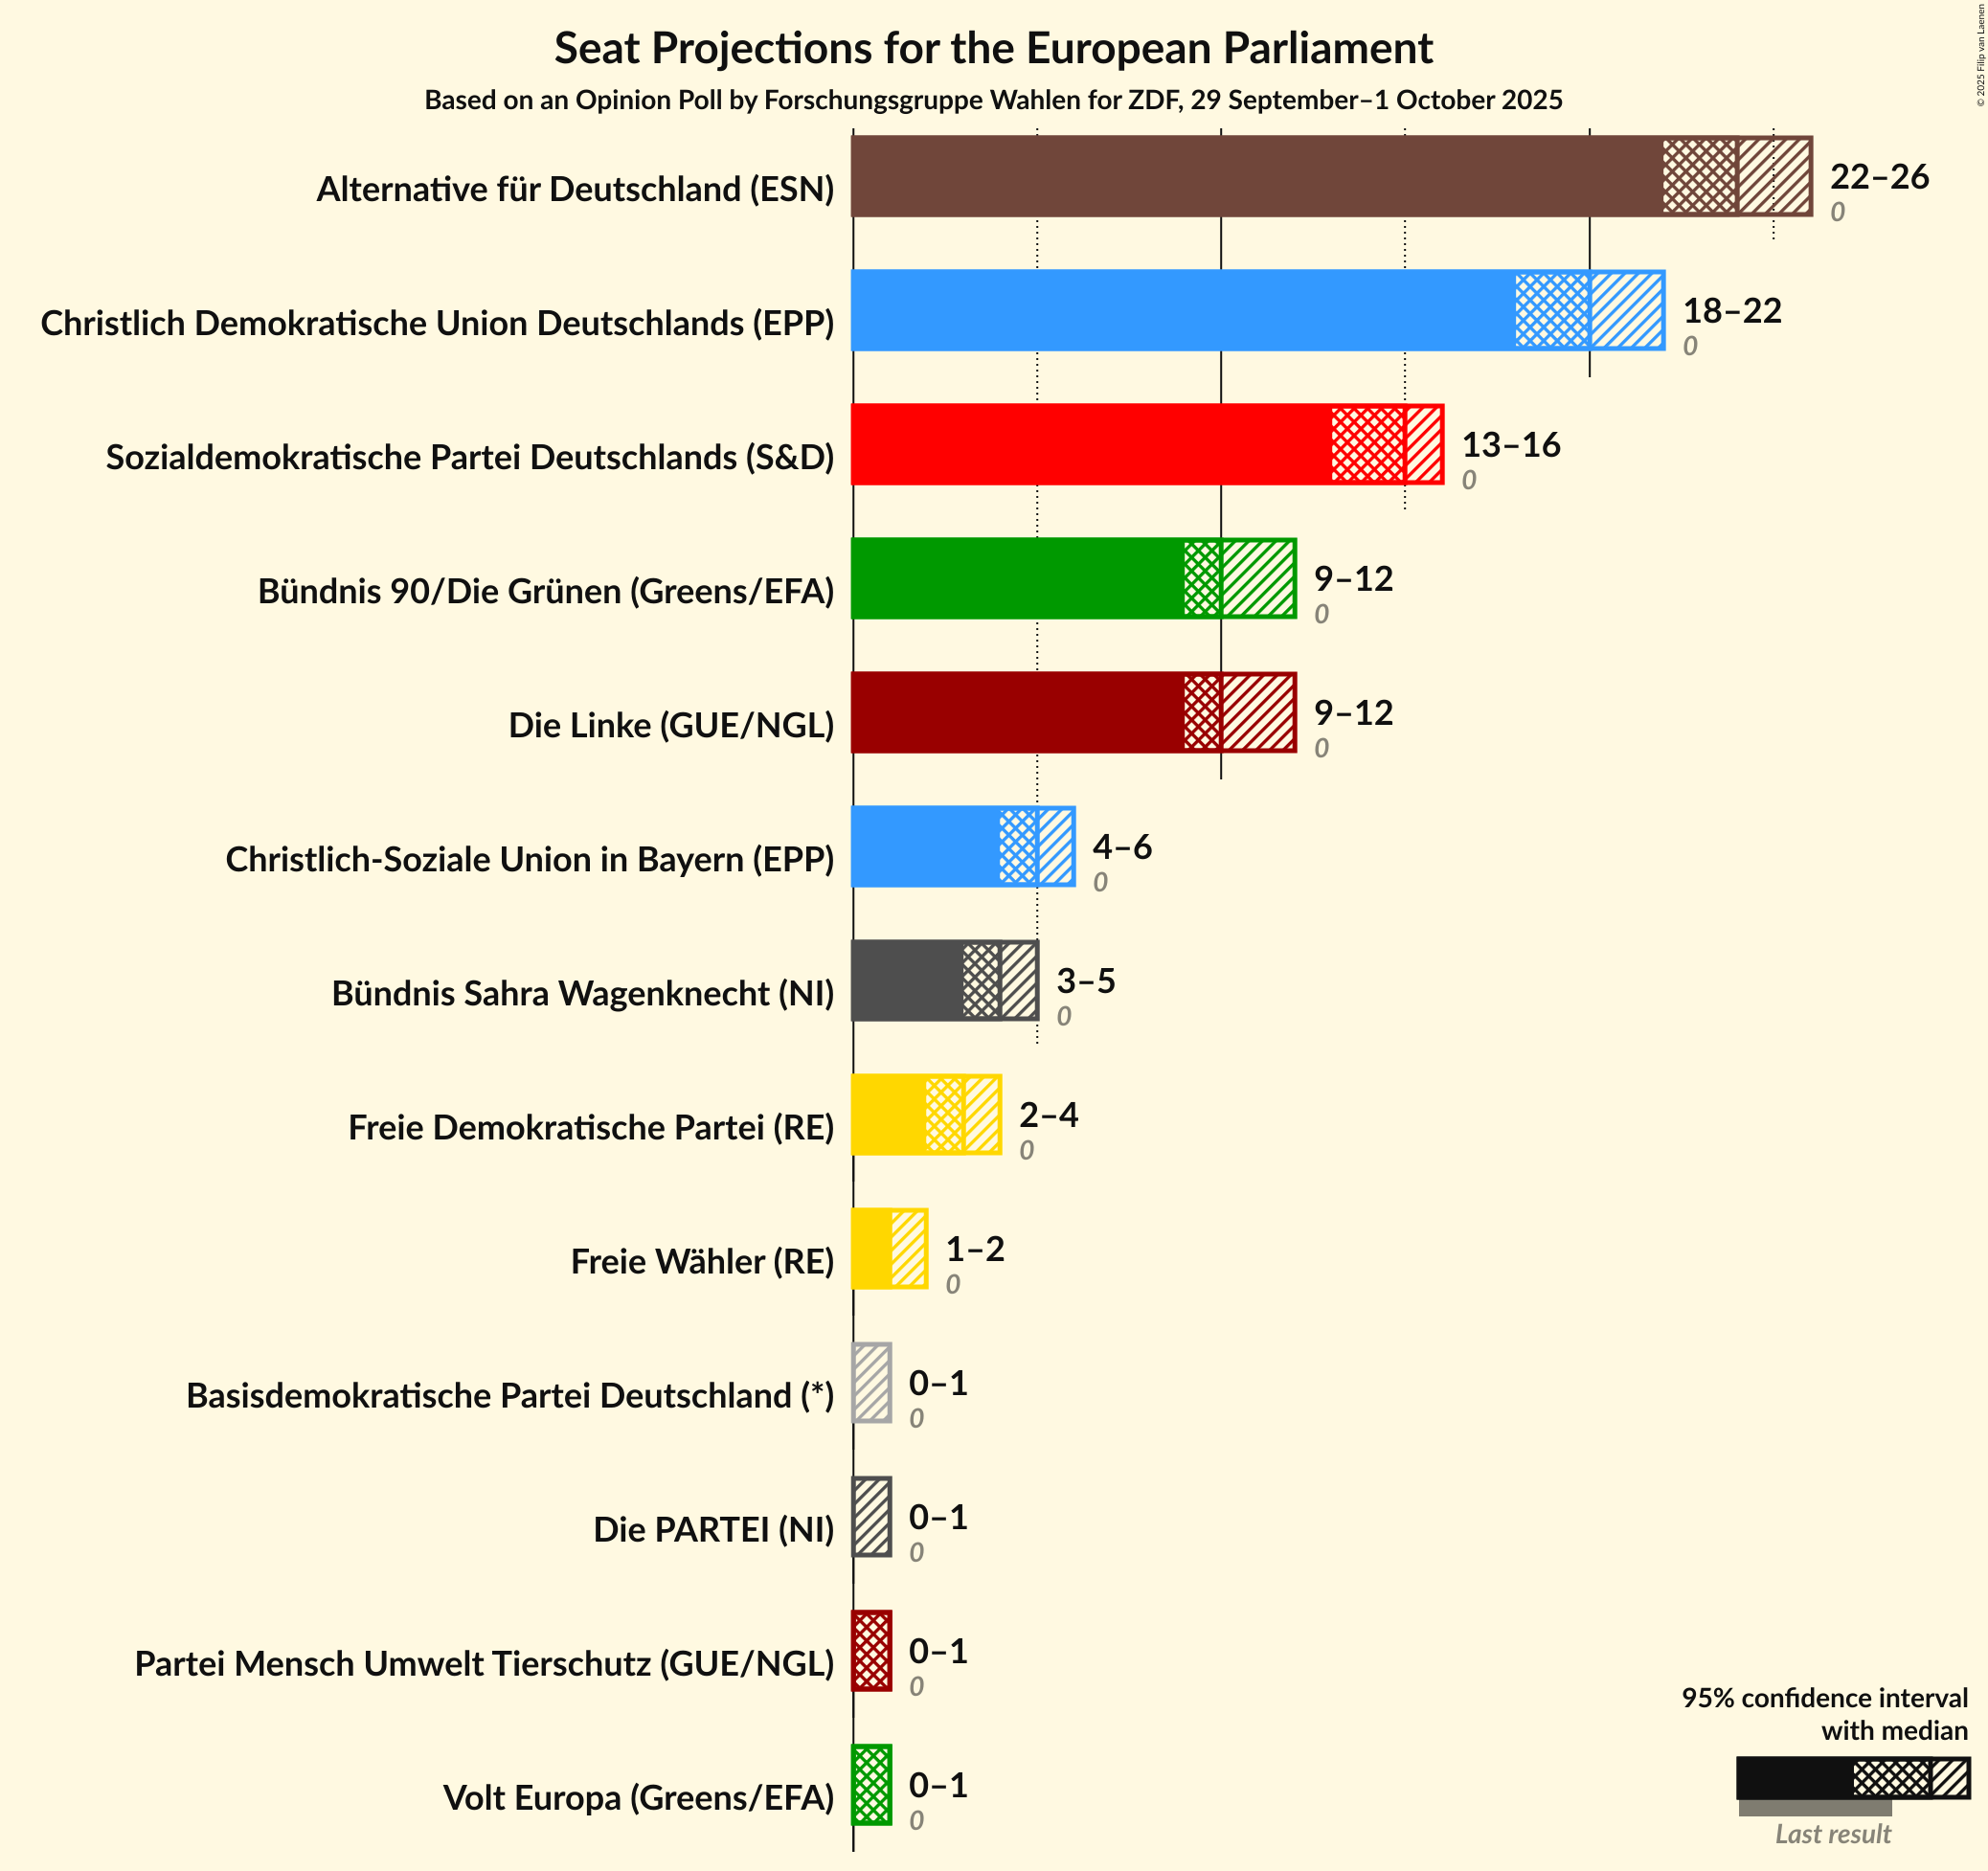 Seat Projections for the European Parliament
Based on an Opinion Poll by Forschungsgruppe Wahlen for ZDF, 29 September–1 October 2025
© 2025 Filip van Laenen
Alternative für Deutschland (ESN)
22–26
0
Christlich Demokratische Union Deutschlands (EPP)
18–22
0
Sozialdemokratische Partei Deutschlands (S&D)
13–16
0
Bündnis 90/Die Grünen (Greens/EFA)
9–12
0
Die Linke (GUE/NGL)
9–12
0
Christlich-Soziale Union in Bayern (EPP)
4–6
0
Bündnis Sahra Wagenknecht (NI)
3–5
0
Freie Demokratische Partei (RE)
2–4
0
Freie Wähler (RE)
1–2
0
Basisdemokratische Partei Deutschland (*)
0–1
0
Die PARTEI (NI)
0–1
0
Partei Mensch Umwelt Tierschutz (GUE/NGL)
0–1
0
Volt Europa (Greens/EFA)
0–1
0
95% confidence interval
with median
Last result